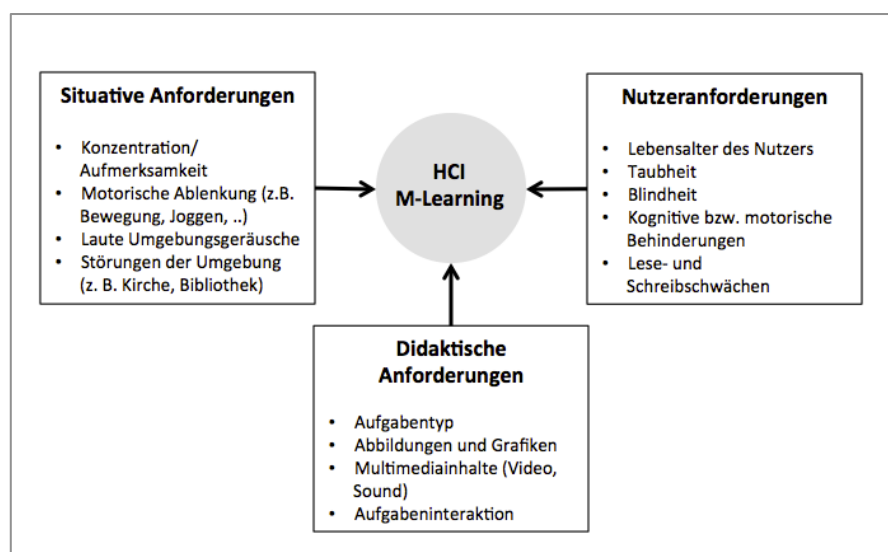 Situative Anforderungen
• Konzentration/
Aufmerksamkeit
• Motorische Ablenkung (z.B.
Bewegung, Joggen, ..)
• Laute Umgebungsgeräusche
• Störungen der Umgebung
(z. B. Kirche, Bibliothek)
HCI
M-Learning
Nutzeranforderungen
• Lebensalter des Nutzers
• Taubheit
• Blindheit
• Kognitive bzw. motorische
Behinderungen
• Lese- und
Schreibschwächen
Didaktische
Anforderungen
• Aufgabentyp
• Abbildungen und Grafiken
• Multimediainhalte (Video,
Sound)
• Aufgabeninteraktion